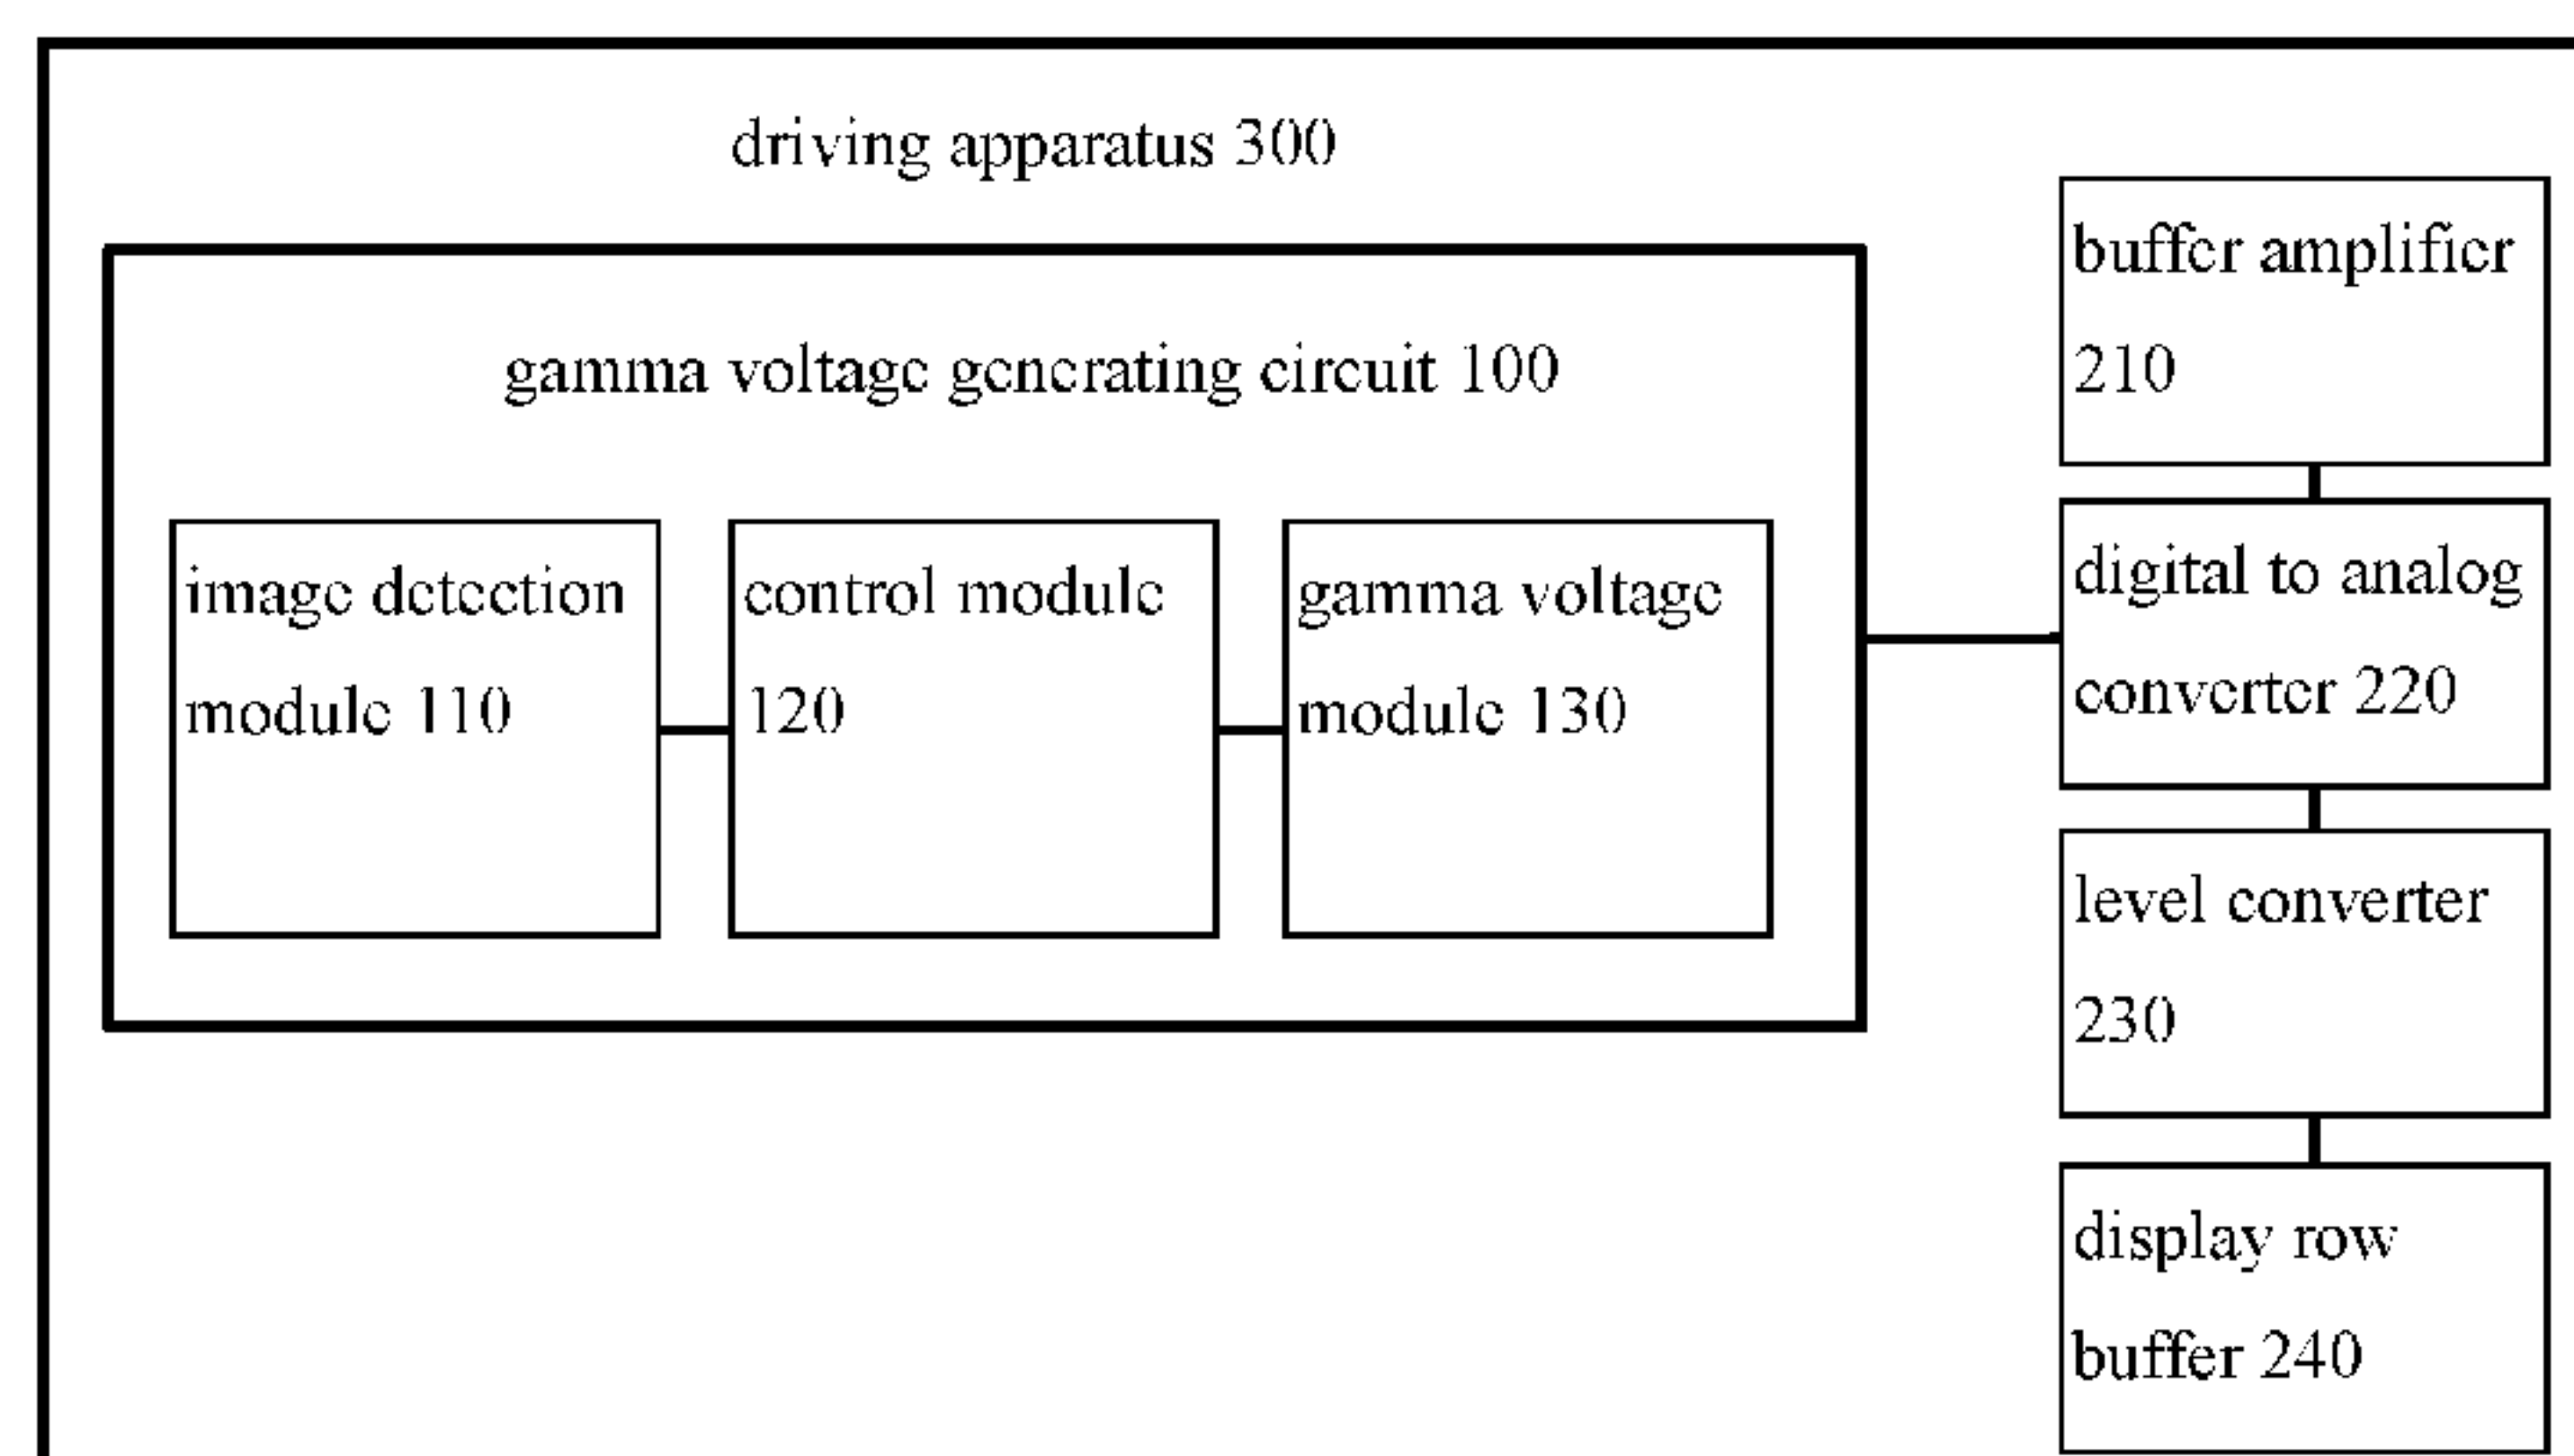 driving apparatus 300
gamma voltage generating circuit 100
image detection
module 110
control module
120
gamma voltage
module 130
buffer amplifier
210
digital to analog
converter 220
level converter
230
display row
buffer 240